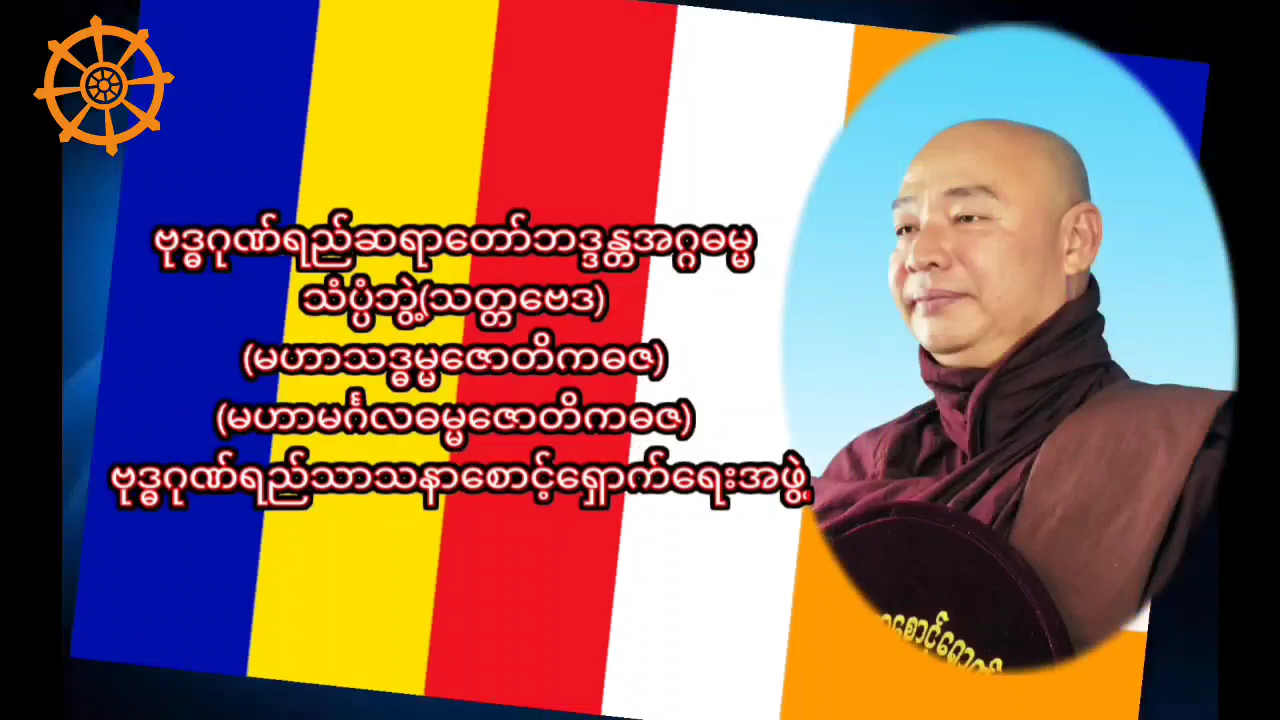 ဗုဒ္ဓဂုဏ်ရည်ဆရာတော်ဘဒ္ဒန္တအဂ္ဂဓမ္မ
သံပ္ပံဘွဲ့(သတ္တဗေဒ)
(မဟာသဒ္ဓမ္မဇောတိကဓဇ)
(မဟာမင်္ဂလဓမ္မဇောတိကဓဇ)
ဗုဒ္ဓဂုဏ်ရည်သာသနာစောင့်ရှောက်ရေးအဖွဲ့